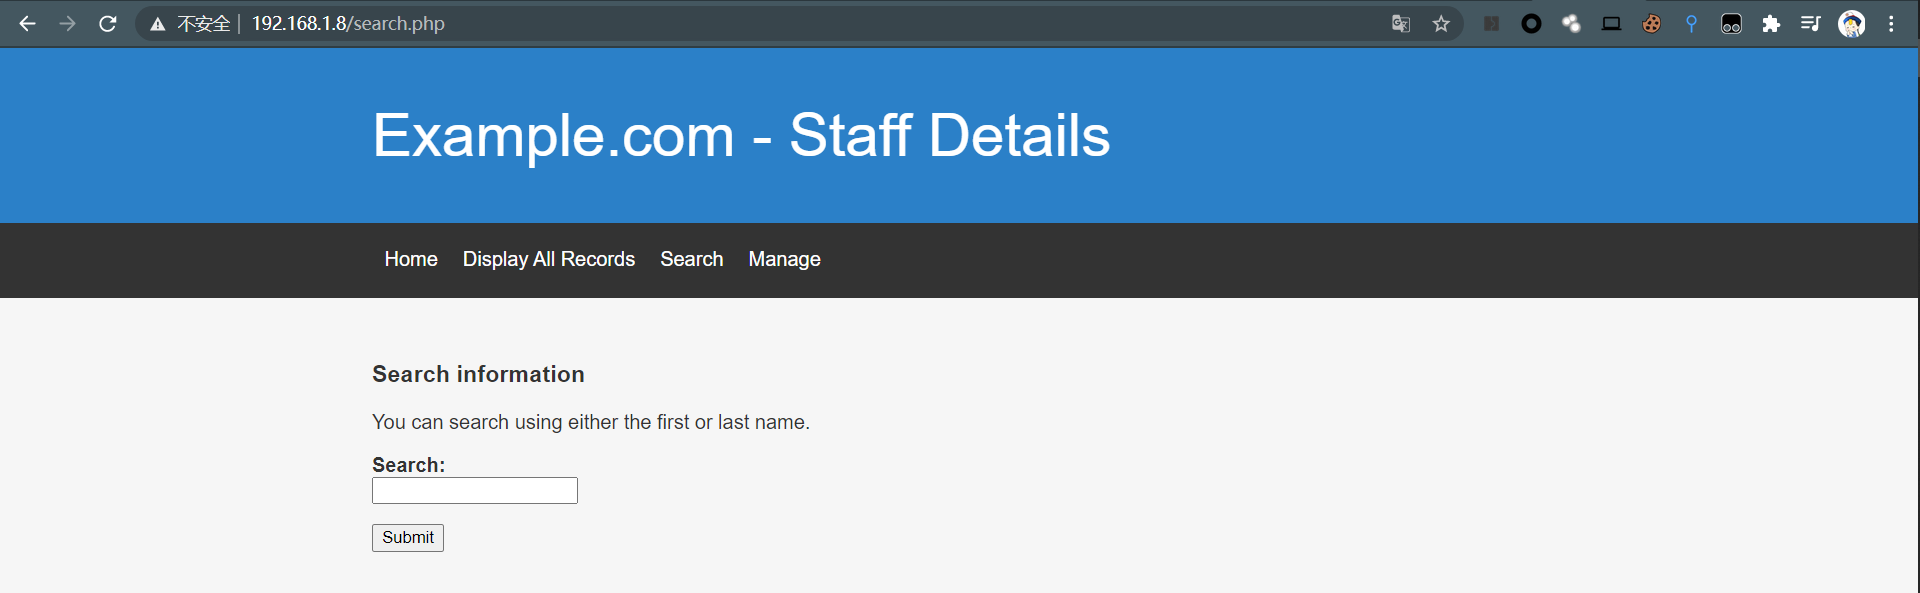 不安全 192.168.1.8/search.php
Example.com - Staff Details
Home Display All Records Search Manage
Search information
You can search using either the first or last name.
Search:
Submit